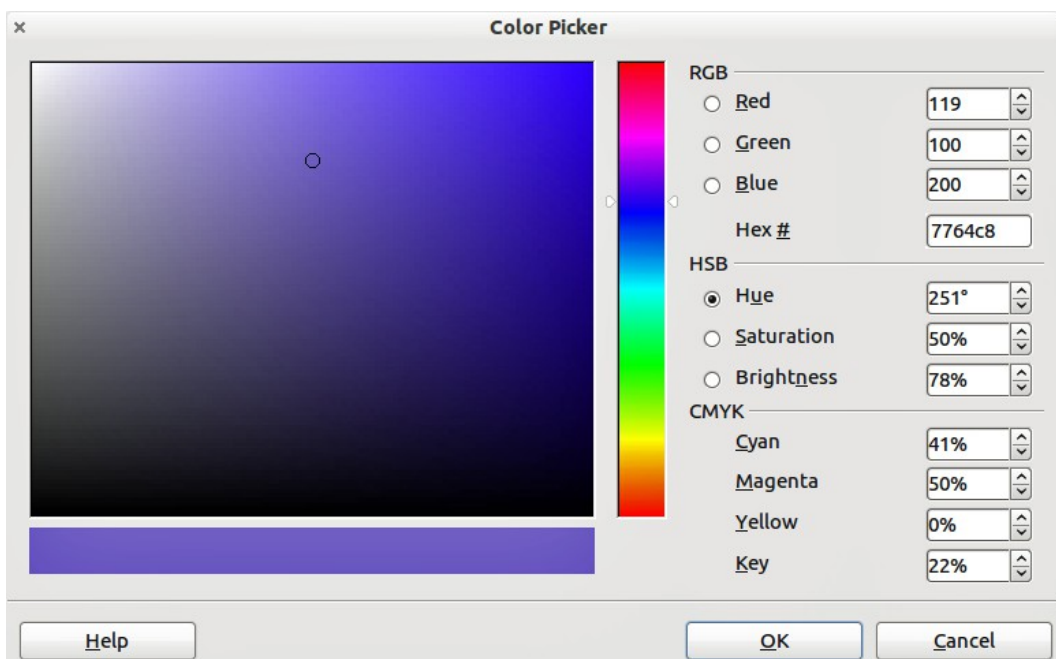 Color Picker
RGB
Red 119
Green 100
Blue 200
Hex # 7764c8
HSB
Hue 251°
Saturation 50%
Brightness 78%
CMYK
Cyan 41%
Magenta 50%
Yellow 0%
Key 22%
Help OK Cancel